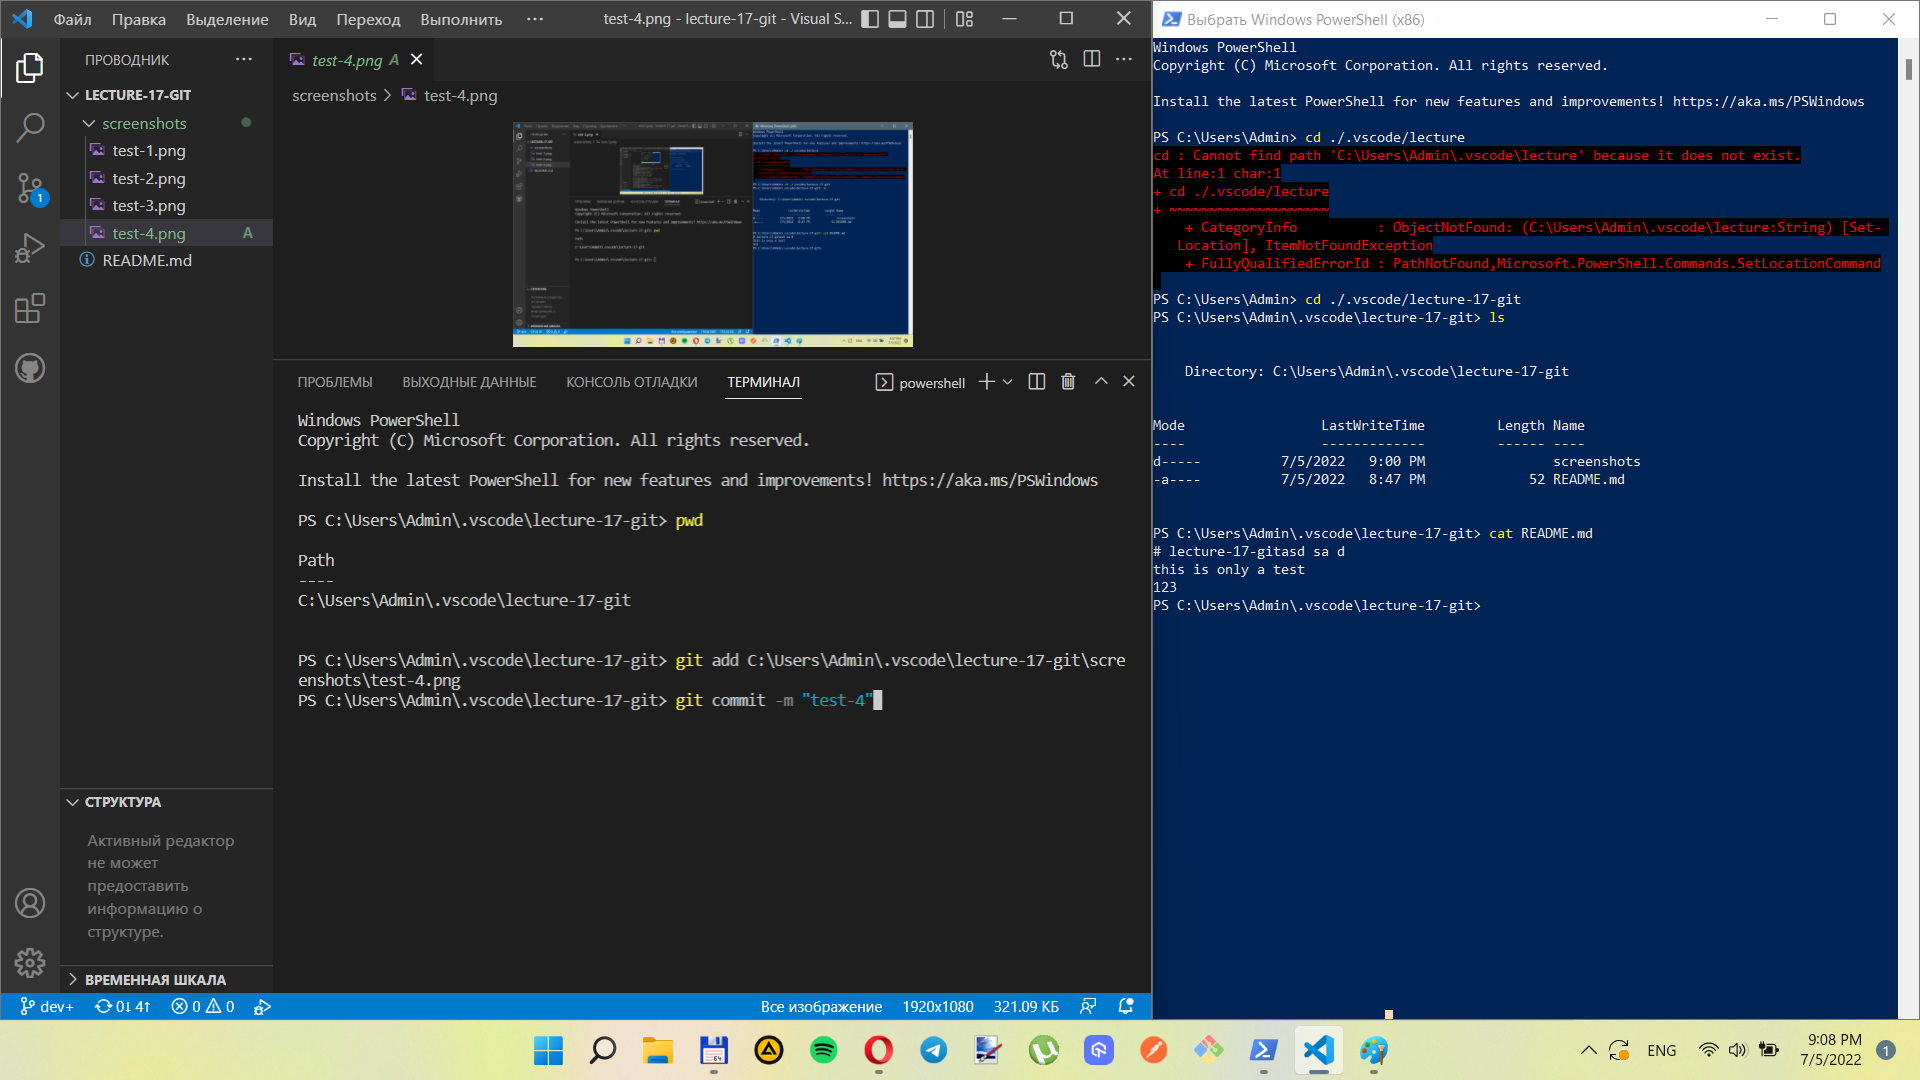 Файл Правка Выделение Вид Переход Выполнить ··· test-4.png - lecture-17-git - Visual S...
ПРОВОДНИК
LECTURE-17-GIT
screenshots
test-1.png
test-2.png
test-3.png
test-4.png A
README.md
1
СТРУКТУРА
Активный редактор
не может
предоставить
информацию о
структуре.
ВРЕМЕННАЯ ШКАЛА
test-4.png A
screenshots > test-4.png
ПРОБЛЕМЫ ВЫХОДНЫЕ ДАННЫЕ КОНСОЛЬ ОТЛАДКИ ТЕРМИНАЛ powershell
Windows PowerShell
Copyright (C) Microsoft Corporation. All rights reserved.
Install the latest PowerShell for new features and improvements! https://aka.ms/PSWindows
PS C:\Users\Admin\.vscode\lecture-17-git> pwd
Path
----
C:\Users\Admin\.vscode\lecture-17-git
PS C:\Users\Admin\.vscode\lecture-17-git> git add C:\Users\Admin\.vscode\lecture-17-git\scre
enshots\test-4.png
PS C:\Users\Admin\.vscode\lecture-17-git> git commit -m "test-4"
dev+ 0↓ 4↑ 0 0 Все изображение 1920x1080 321.09 КБ
Выбрать Windows PowerShell (x86)
Windows PowerShell
Copyright (C) Microsoft Corporation. All rights reserved.
Install the latest PowerShell for new features and improvements! https://aka.ms/PSWindows
PS C:\Users\Admin> cd ./.vscode/lecture
cd : Cannot find path 'C:\Users\Admin\.vscode\lecture' because it does not exist.
At line:1 char:1
+ cd ./.vscode/lecture
+ ~~~~~~~~~~~~~~~~~~~~
+ CategoryInfo : ObjectNotFound: (C:\Users\Admin\.vscode\lecture:String) [Set-
Location], ItemNotFoundException
+ FullyQualifiedErrorId : PathNotFound,Microsoft.PowerShell.Commands.SetLocationCommand
PS C:\Users\Admin> cd ./.vscode/lecture-17-git
PS C:\Users\Admin\.vscode\lecture-17-git> ls
Directory: C:\Users\Admin\.vscode\lecture-17-git
Mode LastWriteTime Length Name
---- ------------- ------ ----
d----- 7/5/2022 9:00 PM screenshots
-a---- 7/5/2022 8:47 PM 52 README.md
PS C:\Users\Admin\.vscode\lecture-17-git> cat README.md
# lecture-17-gitasd sa d
this is only a test
123
PS C:\Users\Admin\.vscode\lecture-17-git>
64
ENG
9:08 PM
7/5/2022
1